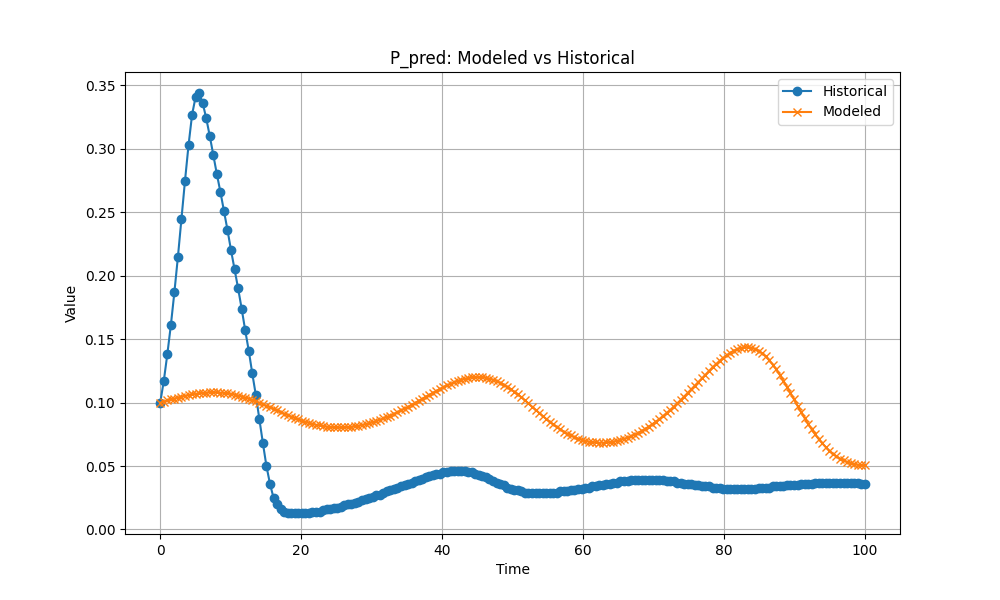 P_pred: Modeled vs Historical
Historical
Modeled
Value
0.35
0.30
0.25
0.20
0.15
0.10
0.05
0.00
0 20 40 60 80 100
Time